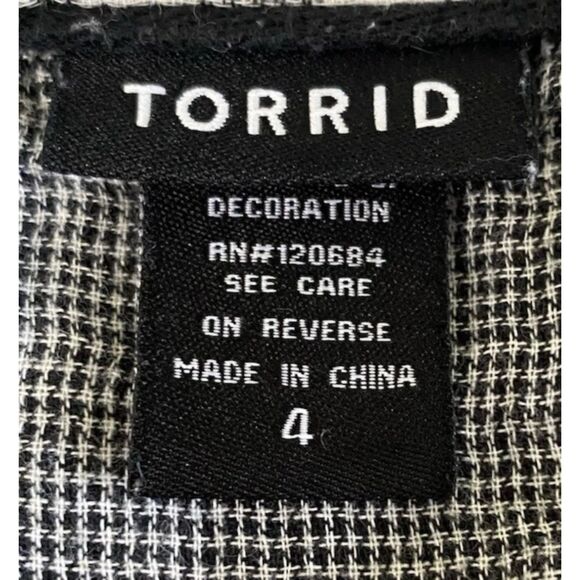 TORRID
DECORATION
RN#120684
SEE CARE
ON REVERSE
MADE IN CHINA
4